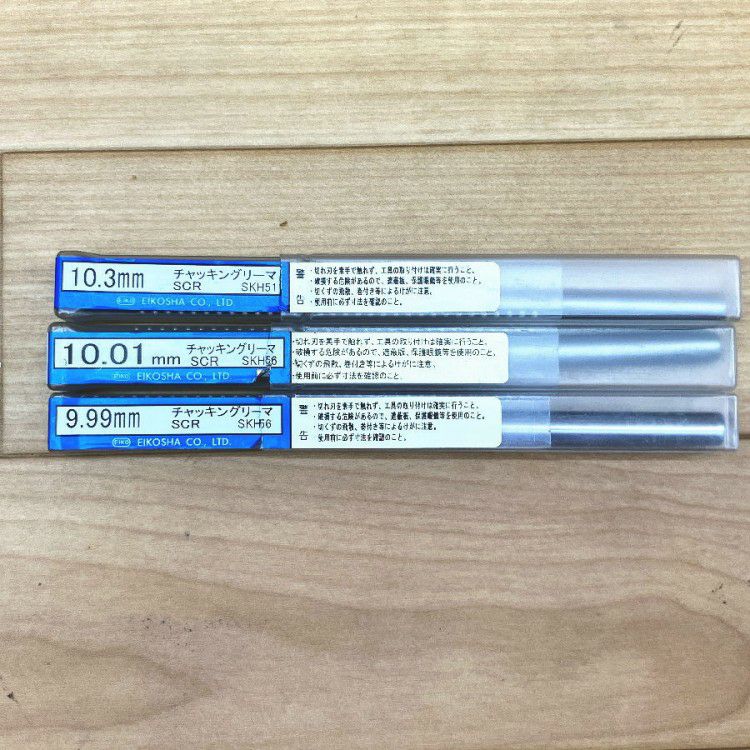 10.3mm チャッキングリーマ
SCR SKH51
EIKO EIKOSHA CO., LTD.
警告
・切れ刃を素手で触れず、工具の取り付けは確実に行うこと。
・破損する危険があるので、遮蔽板、保護眼鏡等を使用のこと。
・切くずの飛散、巻付き等によるけがに注意。
・使用前に必ず寸法を確認のこと。
10.01mm チャッキングリーマ
SCR SKH56
EIKOSHA CO., LTD.
・切れ刃を素手で触れず、工具の取り付けは確実に行うこと。
・破損する危険があるので、遮蔽版、保護眼鏡等を使用のこと。
・切くずの飛散、巻付き等によるけがに注意。
・使用前に必ず寸法を確認のこと。
9.99mm チャッキングリーマ
SCR SKH56
EIKO EIKOSHA CO., LTD.
警告
・切れ刃を素手で触れず、工具の取り付けは確実に行うこと。
・破損する危険があるので、遮蔽板、保護眼鏡等を使用のこと。
・切くずの飛散、巻付き等によるけがに注意。
使用前に必ず寸法を確認のこと。